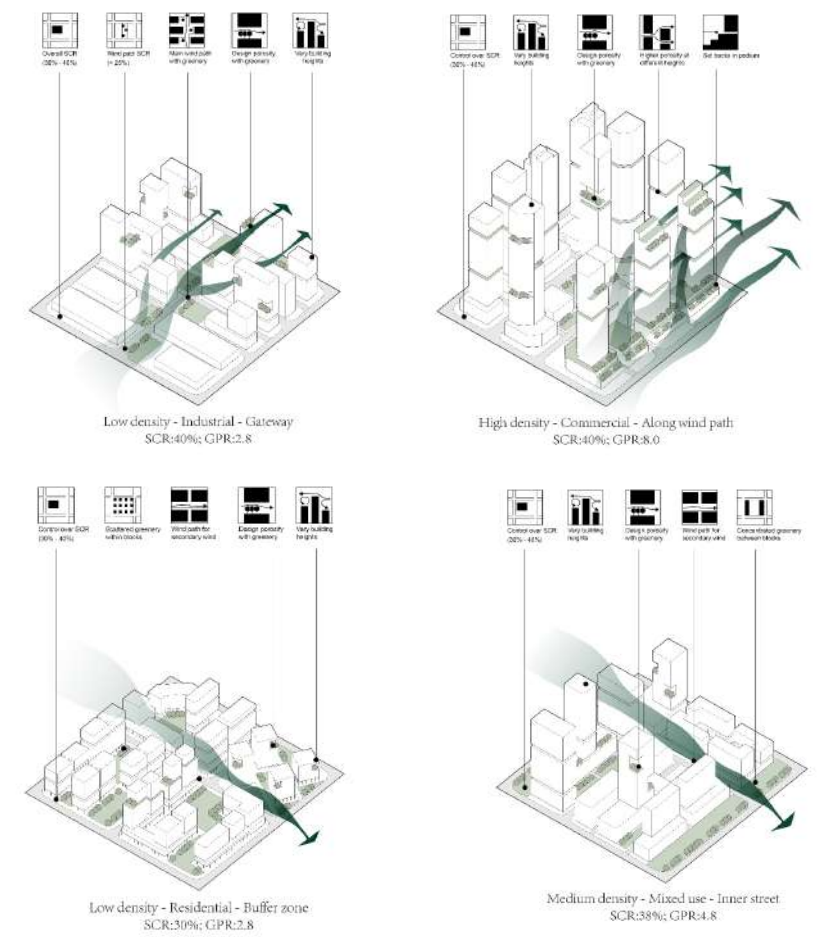 Overall SCR
(30% - 40%)
Wind path SCR
(< 25%)
Main wind path
with greenery
Design porosity
with greenery
Vary building
heights
Low density - Industrial - Gateway
SCR:40%; GPR:2.8
Control over SCR
(30% - 40%)
Vary building
heights
Design porosity
with greenery
Higher porosity at
different heights
Set backs in podium
High density - Commercial - Along wind path
SCR:40%; GPR:8.0
Control over SCR
(30% - 40%)
Scattered greenery
within blocks
Wind path for
secondary wind
Design porosity
with greenery
Vary building
heights
Low density - Residential - Buffer zone
SCR:30%; GPR:2.8
Control over SCR
(30% - 40%)
Vary building
heights
Design porosity
with greenery
Wind path for
secondary wind
Concentrated greenery
between blocks
Medium density - Mixed use - Inner street
SCR:38%; GPR:4.8